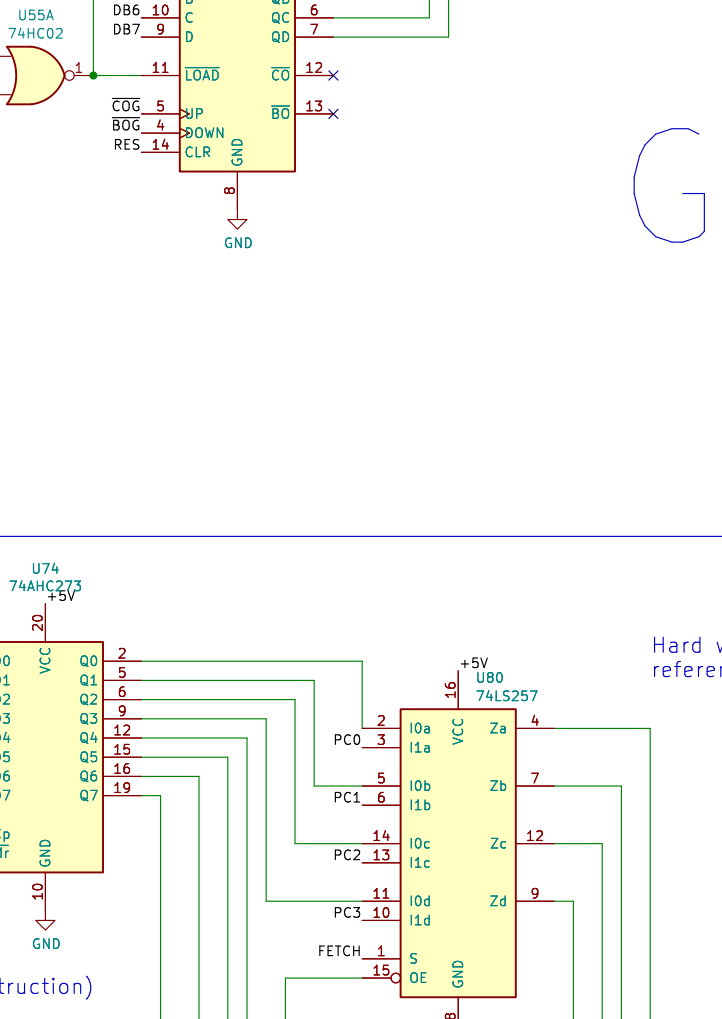 U55A
74HC02
1
DB6 10 C QC 6
DB7 9 D QD 7
11 LOAD CO 12
COG 5 UP BO 13
BOG 4 DOWN
RES 14 CLR
GND
8
GND
G
U74
74AHC273
+5V
20
VCC
Q0 2
Q1 5
Q2 6
Q3 9
Q4 12
Q5 15
Q6 16
Q7 19
GND
10
GND
Hard
+5V
U80
74LS257
16
VCC
2 I0a Za 4
PC0 3 I1a
5 I0b Zb 7
PC1 6 I1b
14 I0c Zc 12
PC2 13 I1c
11 I0d Zd 9
PC3 10 I1d
FETCH 1 S
15 OE
GND
8